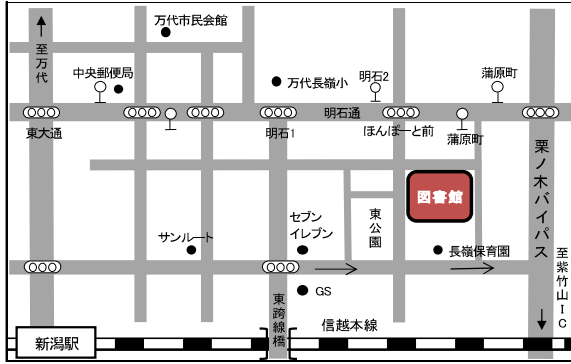 万代市民会館
至万代
中央郵便局
万代長嶺小
明石2
蒲原町
東大通
明石1
明石通
ほんぽーと前
蒲原町
栗ノ木バイパス
図書館
東公園
セブン
イレブン
サンルート
長嶺保育園
至紫竹山IC
GS
東跨線橋
信越本線
新潟駅